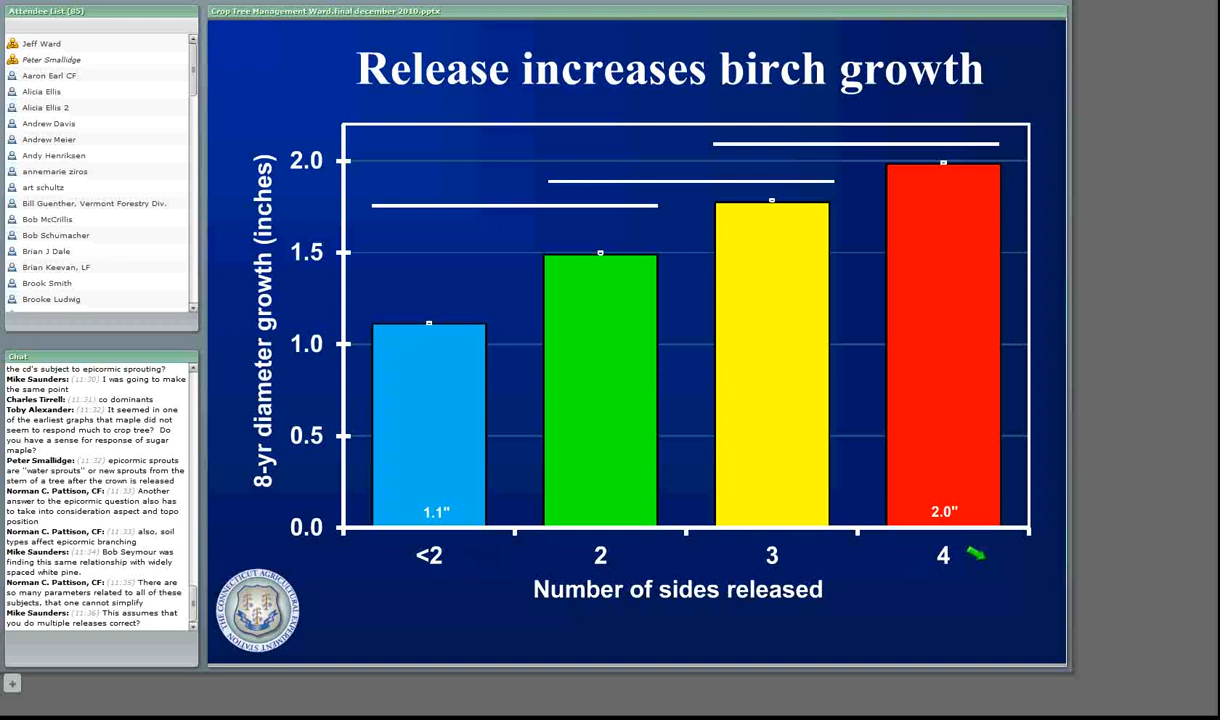 Attendee List (85)
Jeff Ward
Peter Smallidge
Aaron Earl CF
Alicia Ellis
Alicia Ellis 2
Andrew Davis
Andrew Meier
Andy Henriksen
annemarie ziros
art schultz
Bill Guenther, Vermont Forestry Div.
Bob McCrillis
Bob Schumacher
Brian J Dale
Brian Keevan, LF
Brook Smith
Brooke Ludwig
Chat
the cd's subject to epicormic sprouting?
Mike Saunders: (11:30) I was going to make
the same point
Charles Tirrell: (11:31) co dominants
Toby Alexander: (11:32) It seemed in one
of the earliest graphs that maple did not
seem to respond much to crop tree? Do
you have a sense for response of sugar
maple?
Peter Smallidge: (11:32) epicormic sprouts
are "water sprouts" or new sprouts from the
stem of a tree after the crown is released
Norman C. Pattison, CF: (11:33) Another
answer to the epicormic question also has
to take into consideration aspect and topo
position
Norman C. Pattison, CF: (11:33) also, soil
types affect epicormic branching
Mike Saunders: (11:34) Bob Seymour was
finding this same relationship with widely
spaced white pine.
Norman C. Pattison, CF: (11:35) There are
so many parameters related to all of these
subjects, that one cannot simplify
Mike Saunders: (11:36) This assumes that
you do multiple releases correct?
Crop Tree Management Ward.final december 2010.pptx
Release increases birch growth
8-yr diameter growth (inches)
2.0
1.5
1.0
0.5
0.0
1.1"
2.0"
<2
2
3
4
Number of sides released
THE CONNECTICUT AGRICULTURAL
EXPERIMENT STATION